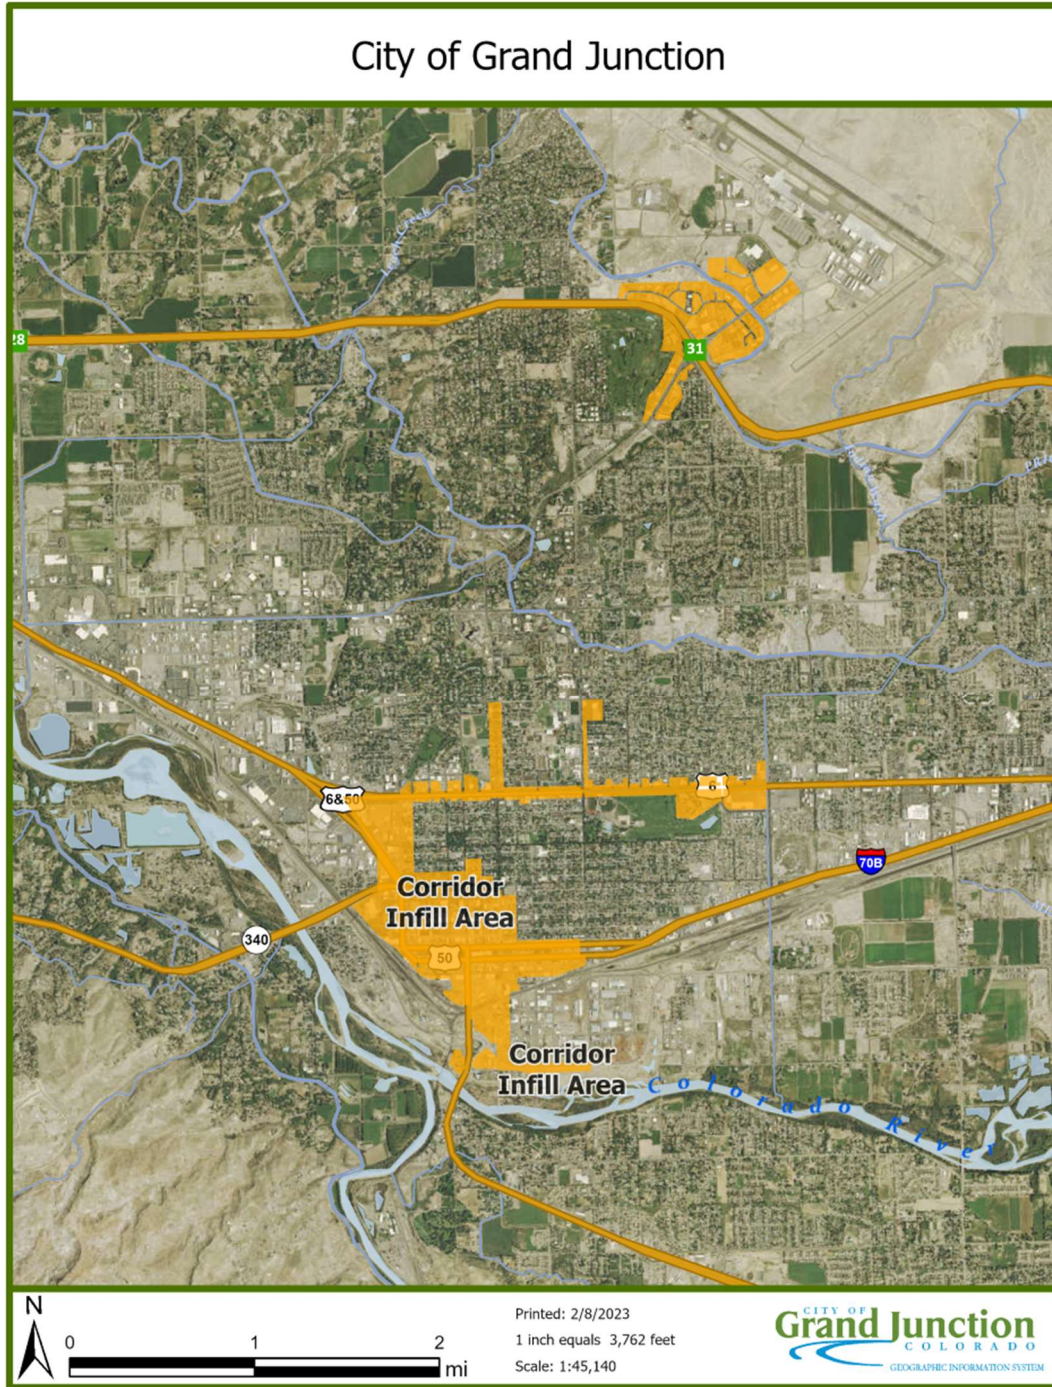 City of Grand Junction
Leach Creek
28
31
6&50
6
70B
Corridor
Infill Area
340
50
Corridor
Infill Area
Colorado River
N
0 1 2
mi
Printed: 2/8/2023
1 inch equals 3,762 feet
Scale: 1:45,140
CITY OF
Grand Junction
COLORADO
GEOGRAPHIC INFORMATION SYSTEM